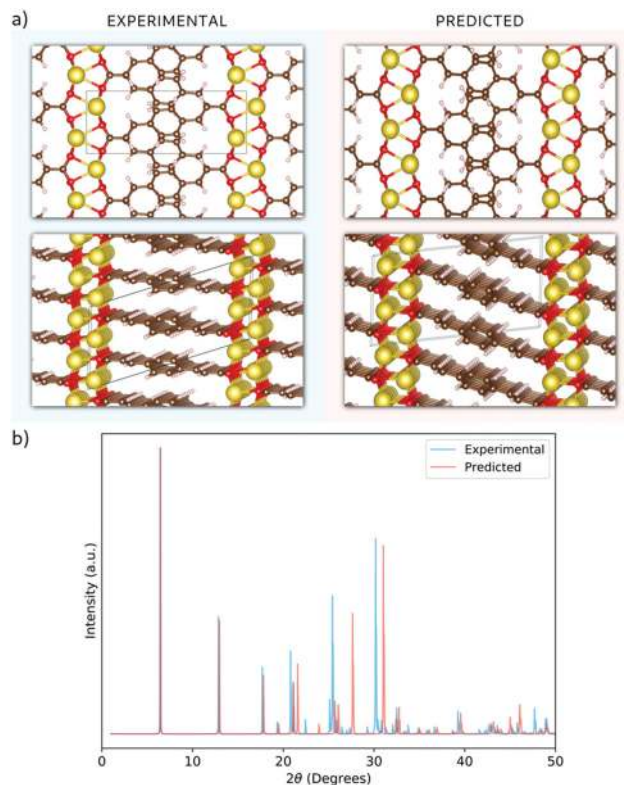 a)
EXPERIMENTAL
PREDICTED
b)
Experimental
Predicted
Intensity (a.u.)
0
10
20
30
40
50
2θ (Degrees)